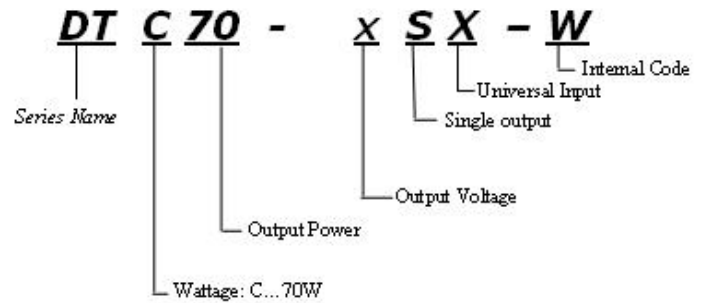 DT C 70 - x S X – W
Internal Code
Universal Input
Series Name
Single output
Output Voltage
Output Power
Wattage: C...70W